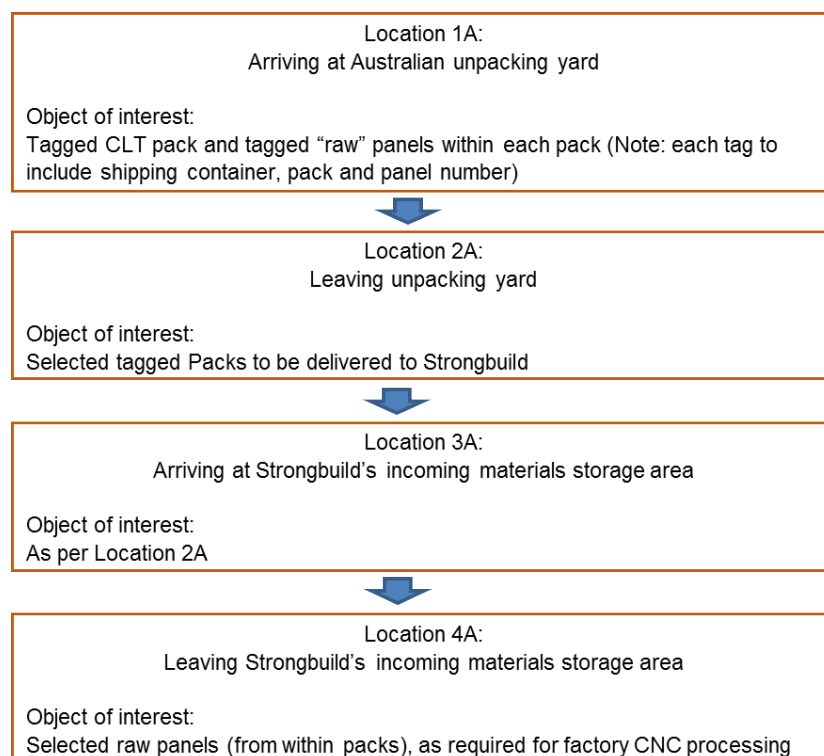 Location 1A:
Arriving at Australian unpacking yard
Object of interest:
Tagged CLT pack and tagged “raw” panels within each pack (Note: each tag to
include shipping container, pack and panel number)
Location 2A:
Leaving unpacking yard
Object of interest:
Selected tagged Packs to be delivered to Strongbuild
Location 3A:
Arriving at Strongbuild’s incoming materials storage area
Object of interest:
As per Location 2A
Location 4A:
Leaving Strongbuild’s incoming materials storage area
Object of interest:
Selected raw panels (from within packs), as required for factory CNC processing